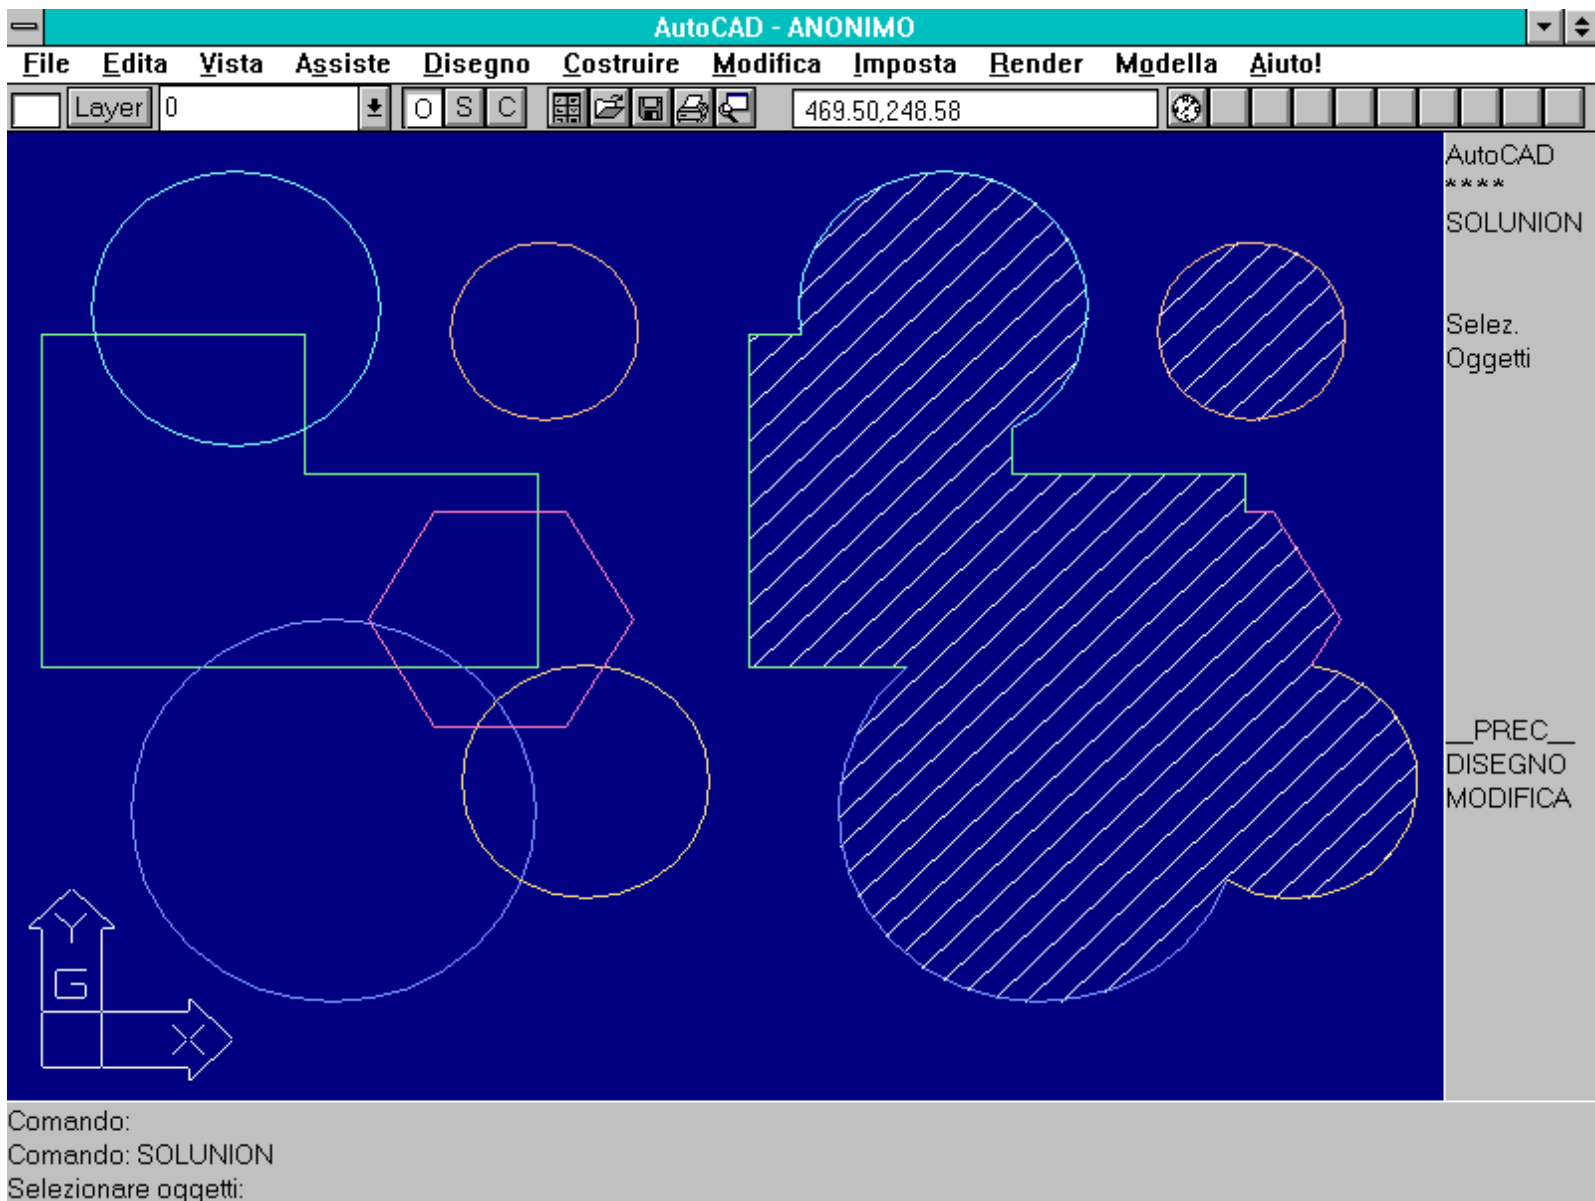 AutoCAD - ANONIMO
File Edita Vista Assiste Disegno Costruire Modifica Imposta Render Modella Aiuto!
Layer 0 O S C 469.50,248.58
AutoCAD
****
SOLUNION
Selez.
Oggetti
__PREC__
DISEGNO
MODIFICA
Y
G
X
Comando:
Comando: SOLUNION
Selezionare oggetti: